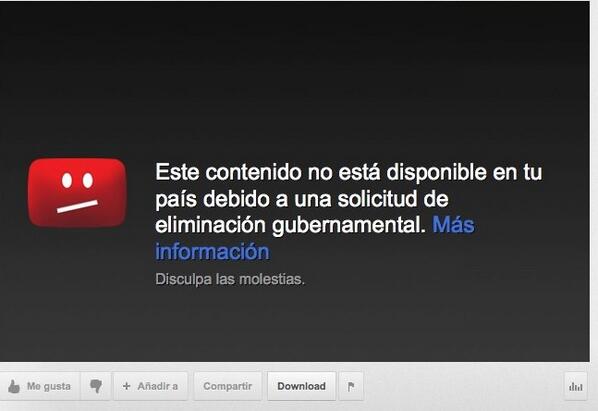 Este contenido no está disponible en tu
país debido a una solicitud de
eliminación gubernamental. Más
información
Disculpa las molestias.
Me gusta + Añadir a Compartir Download